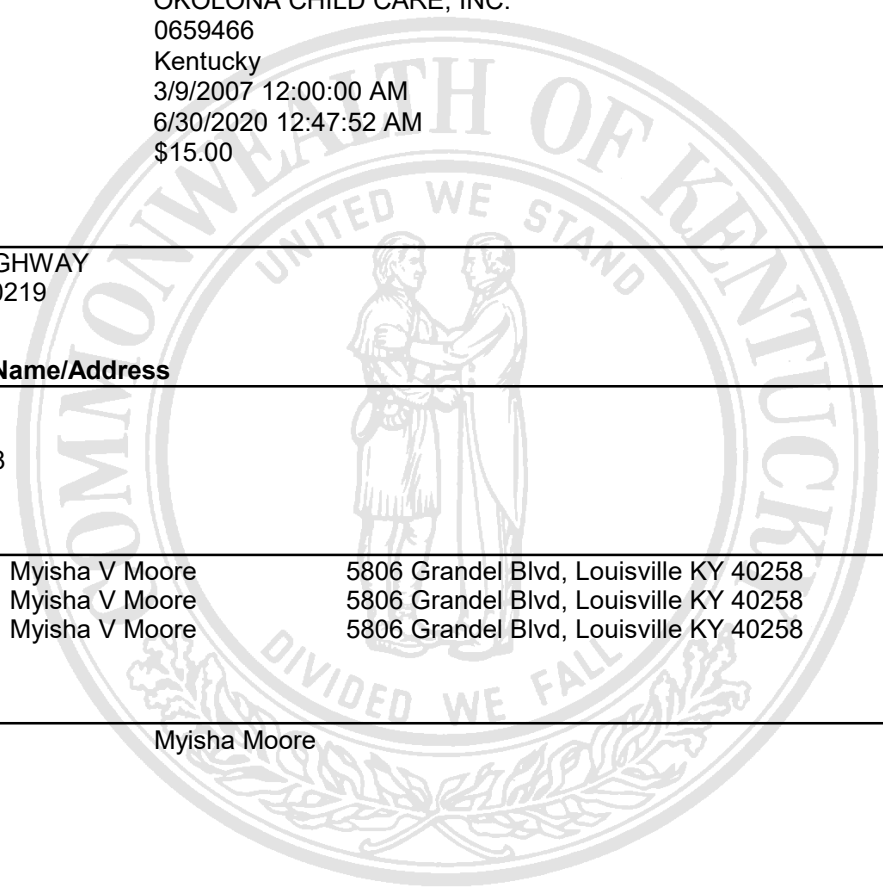 OKOLONA CHILD CARE, INC.
0659466
Kentucky
3/9/2007 12:00:00 AM
6/30/2020 12:47:52 AM
$15.00
GHWAY
0219
Name/Address
3
Myisha V Moore 5806 Grandel Blvd, Louisville KY 40258
Myisha V Moore 5806 Grandel Blvd, Louisville KY 40258
Myisha V Moore 5806 Grandel Blvd, Louisville KY 40258
Myisha Moore
COMMONWEALTH OF KENTUCKY
UNITED WE STAND
DIVIDED WE FALL